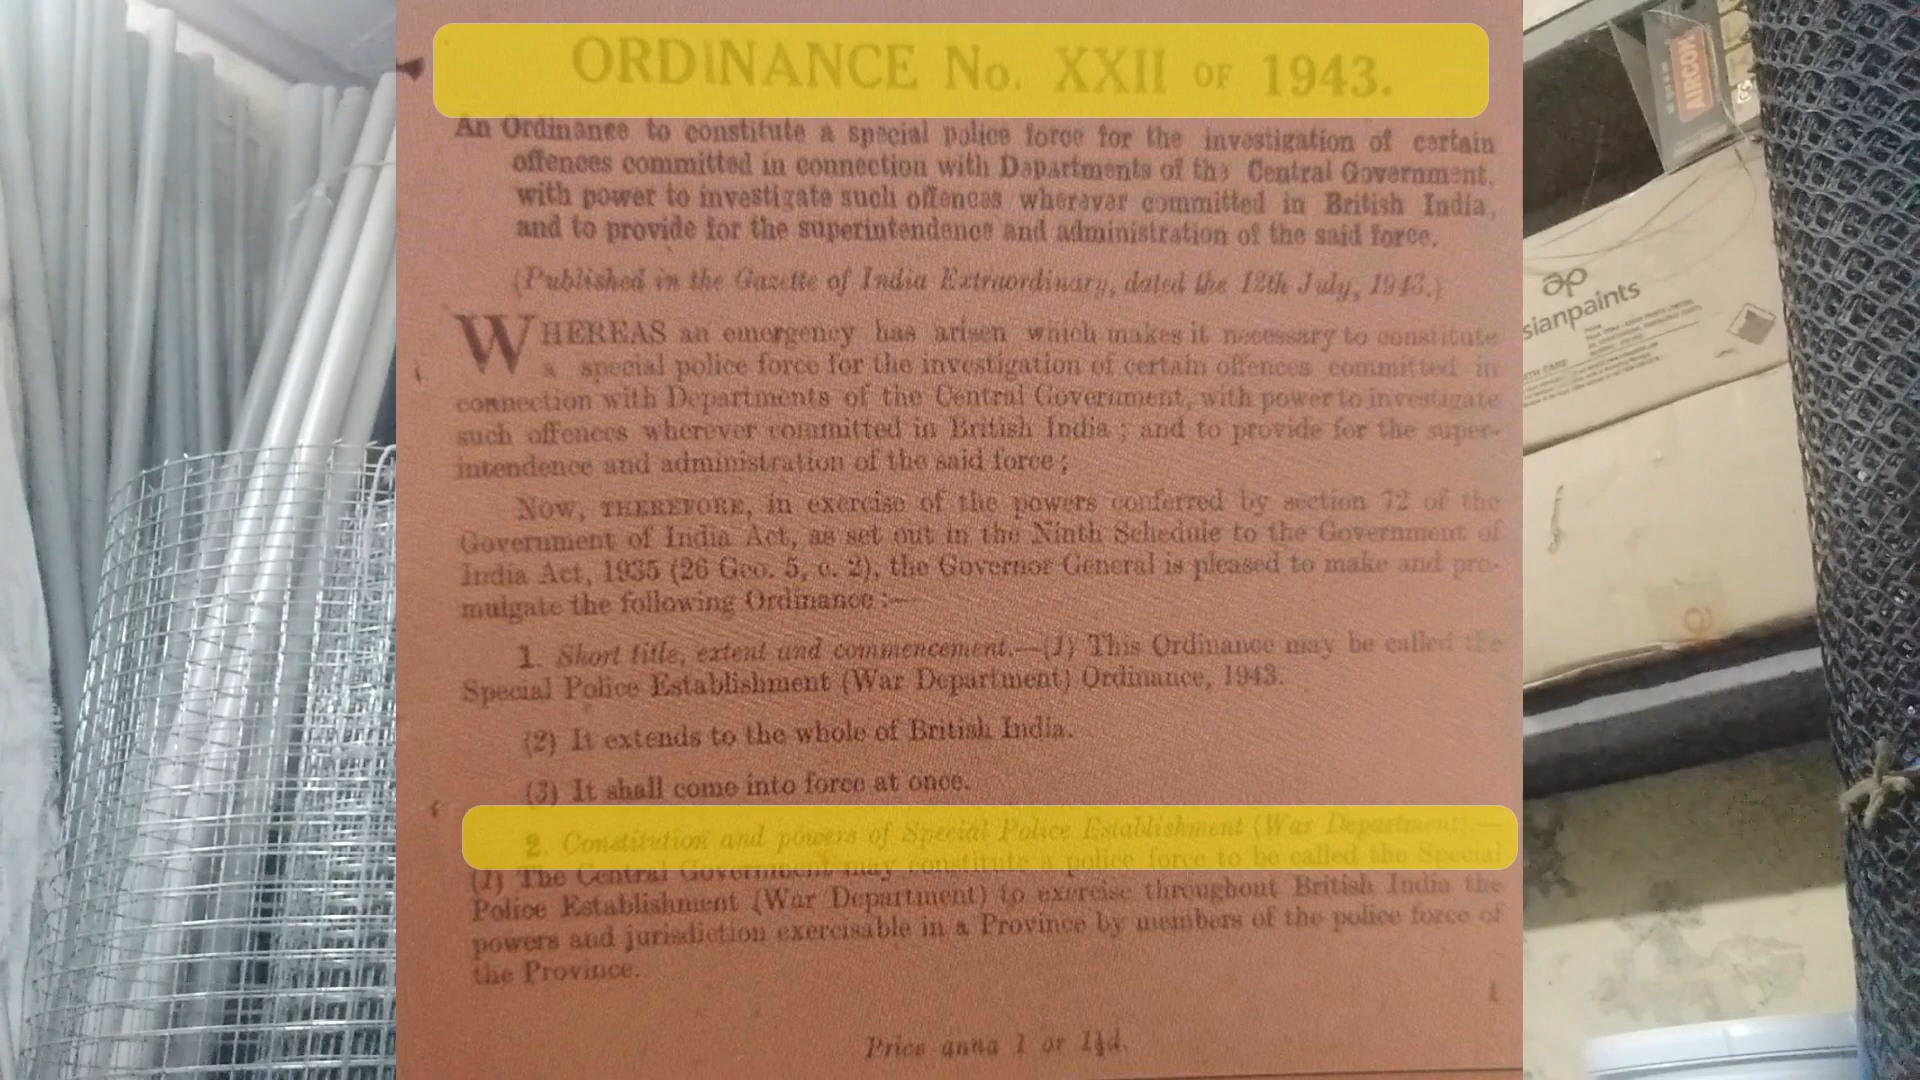 ORDINANCE No. XXII OF 1943.
An Ordinance to constitute a special police force for the investigation of certain
offences committed in connection with Departments of the Central Government,
with power to investigate such offences wherever committed in British India,
and to provide for the superintendence and administration of the said force.
(Published in the Gazette of India Extraordinary, dated the 12th July, 1943.)
WHEREAS an emergency has arisen which makes it necessary to constitute
a special police force for the investigation of certain offences committed in
connection with Departments of the Central Government, with power to investigate
such offences wherever committed in British India ; and to provide for the super-
intendence and administration of the said force ;
NOW, THEREFORE, in exercise of the powers conferred by section 72 of the
Government of India Act, as set out in the Ninth Schedule to the Government of
India Act, 1935 (26 Geo. 5, c. 2), the Governor General is pleased to make and pro-
mulgate the following Ordinance :—
1. Short title, extent and commencement.—(1) This Ordinance may be called the
Special Police Establishment (War Department) Ordinance, 1943.
(2) It extends to the whole of British India.
(3) It shall come into force at once.
2. Constitution and powers of Special Police Establishment (War Department).—
(1) The Central Government may constitute a police force to be called the Special
Police Establishment (War Department) to exercise throughout British India the
powers and jurisdiction exercisable in a Province by members of the police force of
the Province.
Price anna 1 or 1½d.
AIRCON
ap
sianpaints